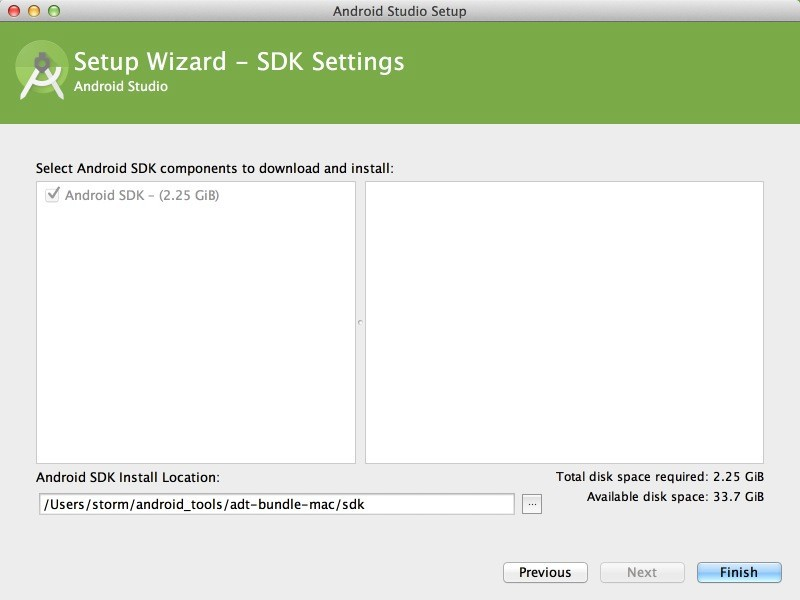 Android Studio Setup
Setup Wizard - SDK Settings
Android Studio
Select Android SDK components to download and install:
Android SDK - (2.25 GiB)
Android SDK Install Location:
Total disk space required: 2.25 GiB
Available disk space: 33.7 GiB
/Users/storm/android_tools/adt-bundle-mac/sdk
...
Previous
Next
Finish